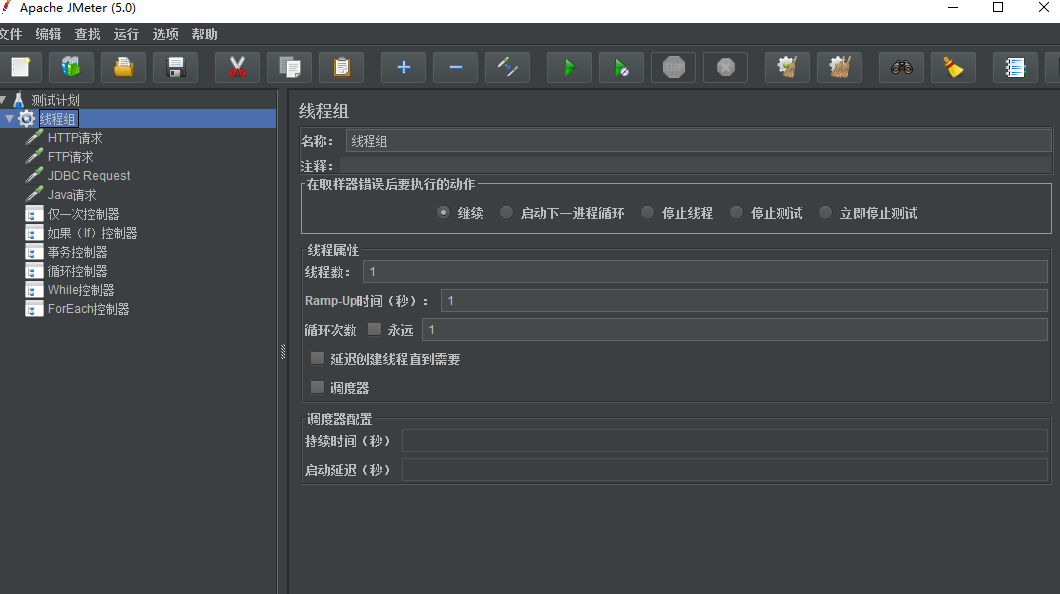 Apache JMeter (5.0)
文件 编辑 查找 运行 选项 帮助
STOP
测试计划
线程组
HTTP请求
FTP请求
JDBC Request
Java请求
仅一次控制器
如果（If）控制器
事务控制器
循环控制器
While控制器
ForEach控制器
线程组
名称： 线程组
注释：
在取样器错误后要执行的动作
继续 启动下一进程循环 停止线程 停止测试 立即停止测试
线程属性
线程数： 1
Ramp-Up时间（秒）： 1
循环次数 永远 1
延迟创建线程直到需要
调度器
调度器配置
持续时间（秒）
启动延迟（秒）